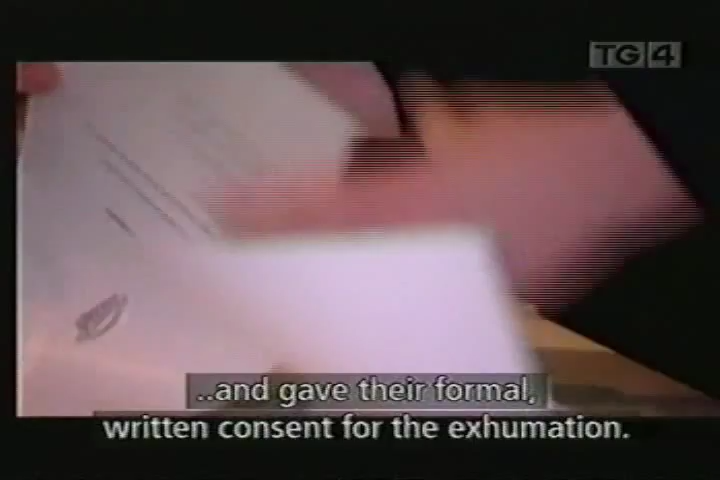 TG4
..and gave their formal,
written consent for the exhumation.